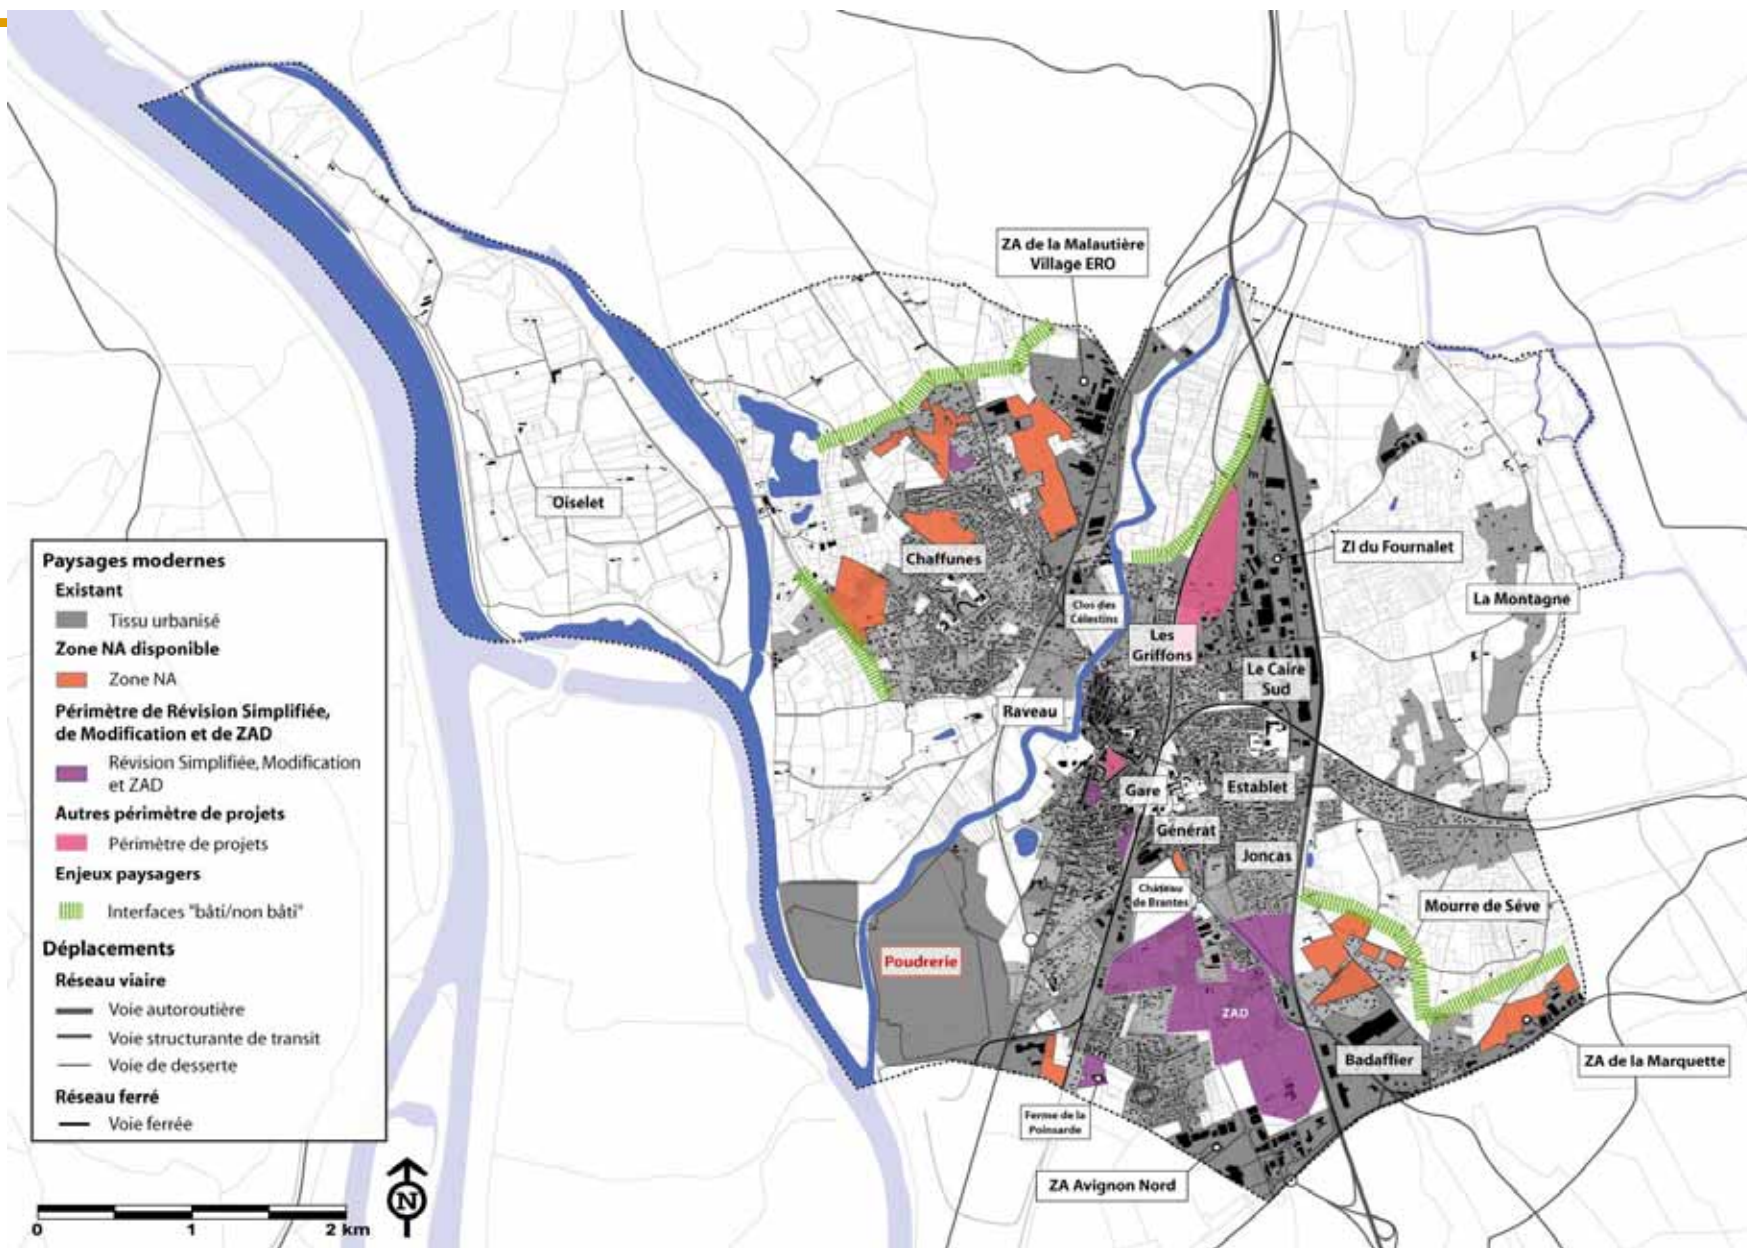 ZA de la Malautière
Village ERO
Oiselet
Chaffunes
ZI du Fournalet
La Montagne
Clos des
Célestins
Les
Griffons
Le Caire
Sud
Raveau
Gare
Establet
Générat
Joncas
Château
de Brantes
Mourre de Séve
Poudrerie
ZAD
Badaffier
ZA de la Marquette
Ferme de la
Poinsarde
ZA Avignon Nord
Paysages modernes
Existant
Tissu urbanisé
Zone NA disponible
Zone NA
Périmètre de Révision Simplifiée,
de Modification et de ZAD
Révision Simplifiée, Modification
et ZAD
Autres périmètre de projets
Périmètre de projets
Enjeux paysagers
Interfaces "bâti/non bâti"
Déplacements
Réseau viaire
Voie autoroutière
Voie structurante de transit
Voie de desserte
Réseau ferré
Voie ferrée
0 1 2 km
N